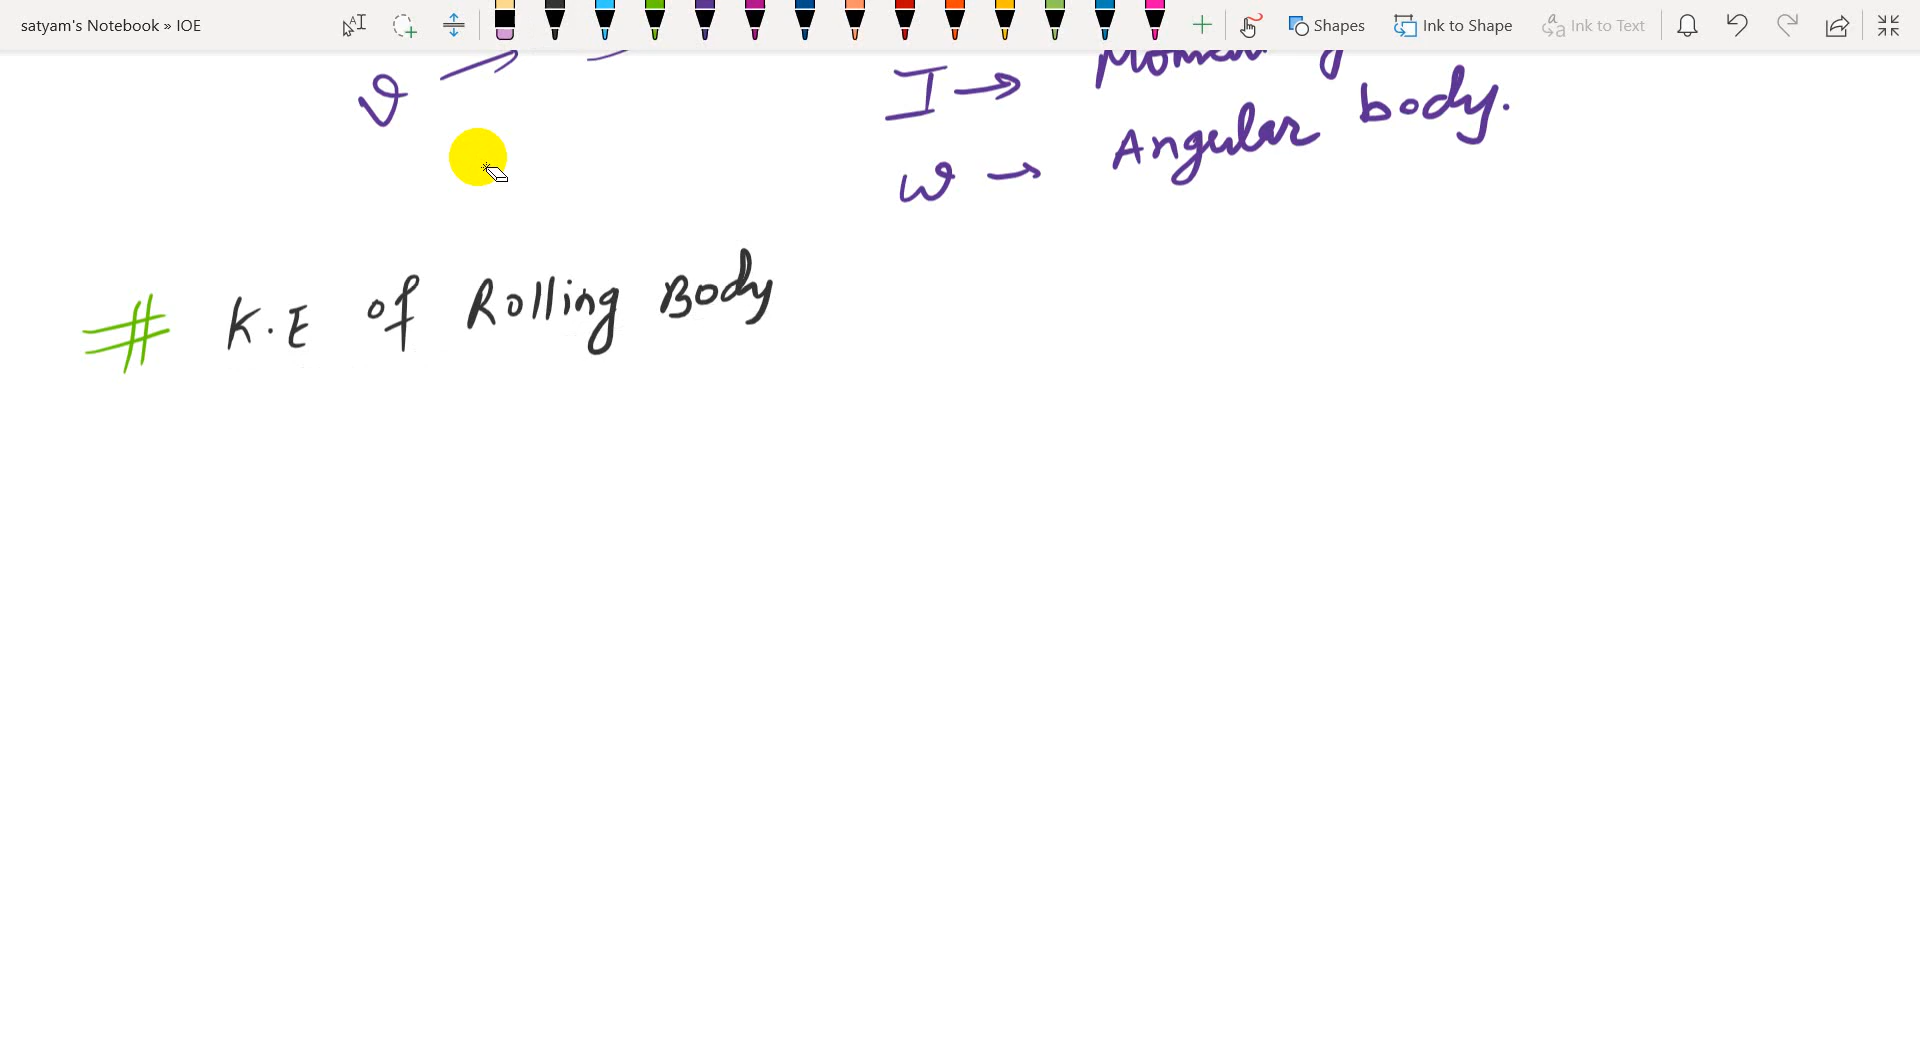 satyam's Notebook » IOE
Shapes
Ink to Shape
Ink to Text
I →
body.
ω → Angular
# K.E of Rolling Body